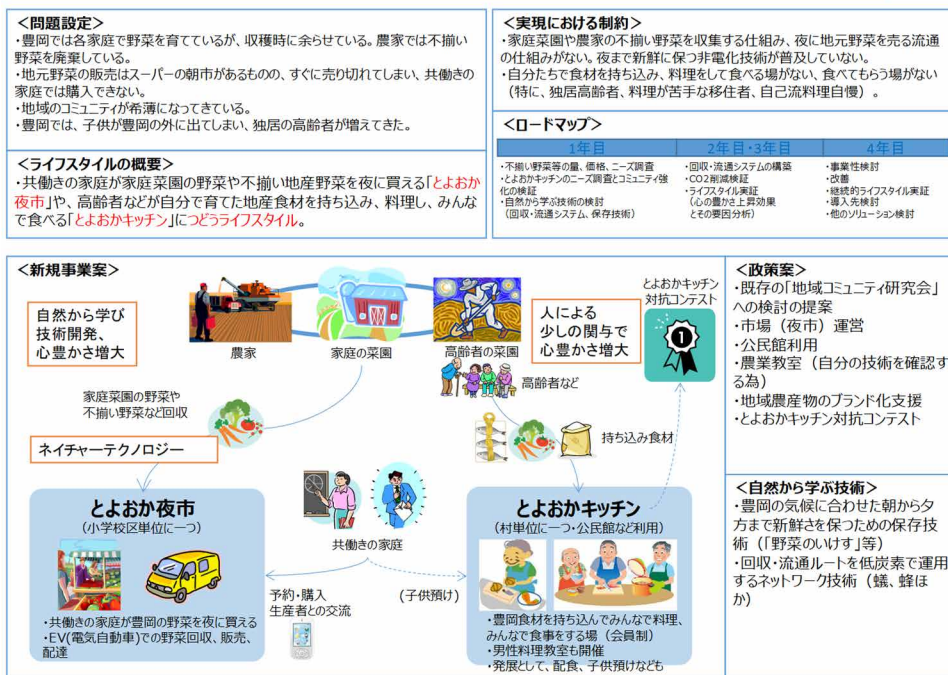 ＜問題設定＞
・豊岡では各家庭で野菜を育てているが、収穫時に余らせている。農家では不揃い
野菜を廃棄している。
・地元野菜の販売はスーパーの朝市があるものの、すぐに売り切れてしまい、共働きの
家庭では購入できない。
・地域のコミュニティが希薄になってきている。
・豊岡では、子供が豊岡の外に出てしまい、独居の高齢者が増えてきた。
＜ライフスタイルの概要＞
・共働きの家庭が家庭菜園の野菜や不揃い地産野菜を夜に買える「とよおか
夜市」や、高齢者などが自分で育てた地産食材を持ち込み、料理し、みんな
で食べる「とよおかキッチン」につどうライフスタイル。
＜実現における制約＞
・家庭菜園や農家の不揃い野菜を収集する仕組み、夜に地元野菜を売る流通
の仕組みがない。夜まで新鮮に保つ非電化技術が普及していない。
・自分たちで食材を持ち込み、料理をして食べる場がない、食べてもらう場がない
（特に、独居高齢者、料理が苦手な移住者、自己流料理自慢）。
＜ロードマップ＞
1年目
2年目・3年目
4年目
・不揃い野菜等の量、価格、ニーズ調査
・とよおかキッチンのニーズ調査とコミュニティ強
化の検証
・自然から学ぶ技術の検討
（回収・流通システム、保存技術）
・回収・流通システムの構築
・CO2削減検証
・ライフスタイル実証
（心の豊かさ上昇効果
とその要因分析）
・事業性検討
・改善
・継続的ライフスタイル実証
・導入先検討
・他のソリューション検討
＜新規事業案＞
自然から学び
技術開発、
心豊かさ増大
農家
家庭の菜園
高齢者の菜園
人による
少しの関与で
心豊かさ増大
とよおかキッチン
対抗コンテスト
1
高齢者など
家庭菜園の野菜や
不揃い野菜など回収
持ち込み食材
ネイチャーテクノロジー
とよおか夜市
（小学校区単位に一つ）
・共働きの家庭が豊岡の野菜を夜に買える
・EV(電気自動車)での野菜回収、販売、
配達
共働きの家庭
予約・購入
生産者との交流
（子供預け）
とよおかキッチン
（村単位に一つ・公民館など利用）
・豊岡食材を持ち込んでみんなで料理、
みんなで食事をする場（会員制）
・男性料理教室も開催
・発展として、配食、子供預けなども
＜政策案＞
・既存の「地域コミュニティ研究会」
への検討の提案
・市場（夜市）運営
・公民館利用
・農業教室（自分の技術を確認す
る為）
・地域農産物のブランド化支援
・とよおかキッチン対抗コンテスト
＜自然から学ぶ技術＞
・豊岡の気候に合わせた朝から夕
方まで新鮮さを保つための保存技
術（「野菜のいけす」等）
・回収・流通ルートを低炭素で運用
するネットワーク技術（蟻、蜂ほ
か）